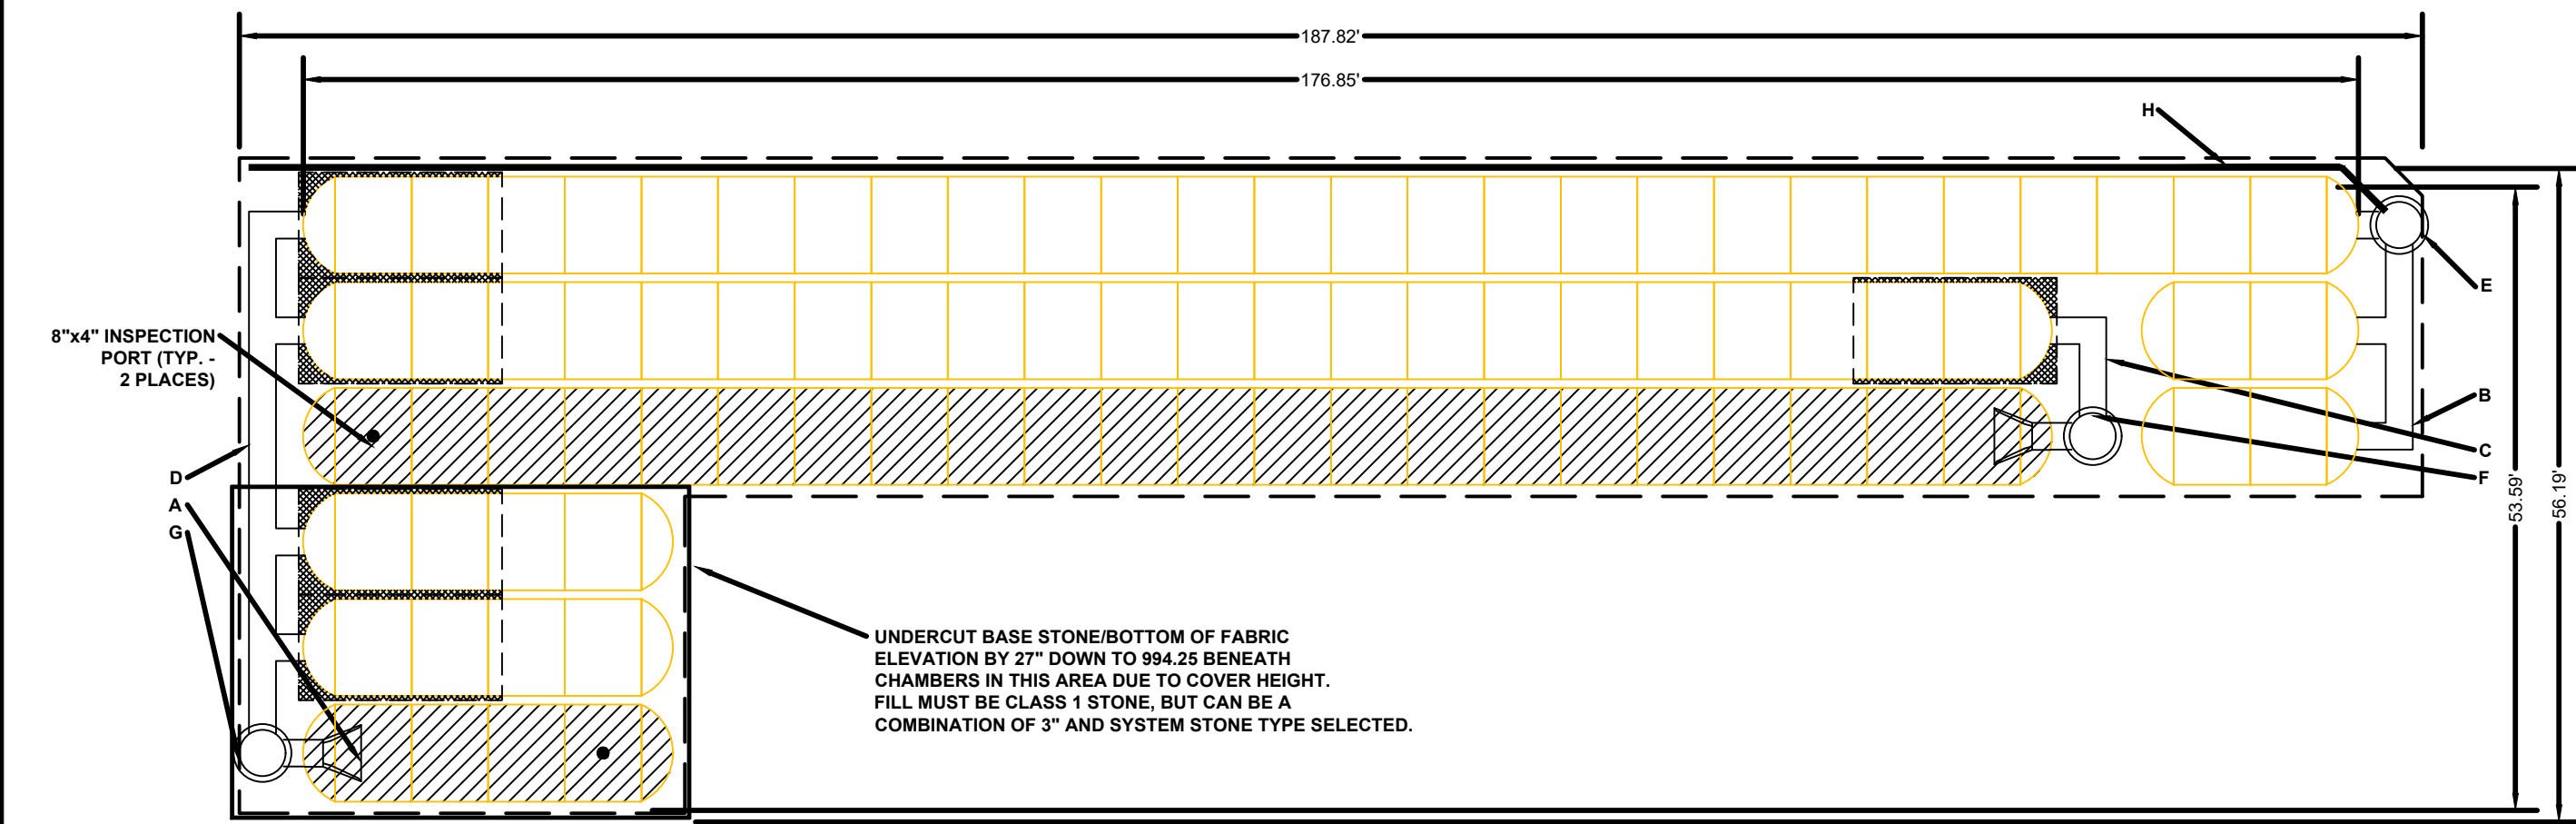 187.82'
176.85'
H
E
8"x4" INSPECTION
PORT (TYP. -
2 PLACES)
B
C
F
D
A
G
53.59'
56.19'
UNDERCUT BASE STONE/BOTTOM OF FABRIC
ELEVATION BY 27" DOWN TO 994.25 BENEATH
CHAMBERS IN THIS AREA DUE TO COVER HEIGHT.
FILL MUST BE CLASS 1 STONE, BUT CAN BE A
COMBINATION OF 3" AND SYSTEM STONE TYPE SELECTED.